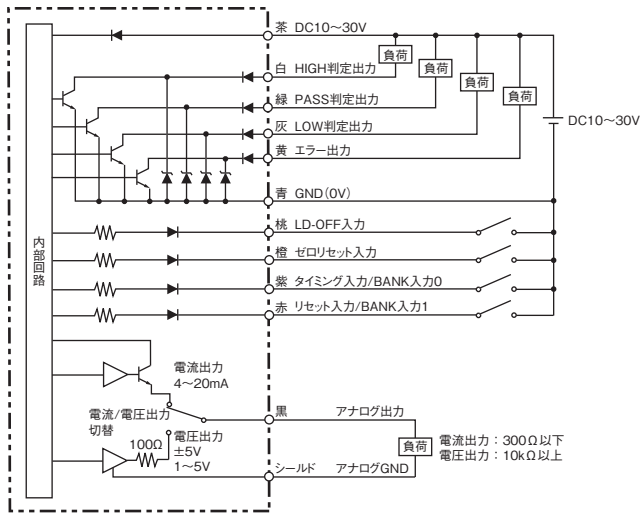 茶 DC10～30V
負荷
白 HIGH判定出力
負荷
緑 PASS判定出力
負荷
灰 LOW判定出力
負荷
黄 エラー出力
DC10～30V
青 GND(0V)
桃 LD-OFF入力
橙 ゼロリセット入力
紫 タイミング入力/BANK入力0
赤 リセット入力/BANK入力1
内部回路
電流出力
4～20mA
電流/電圧出力
切替
100Ω
電圧出力
±5V
1～5V
黒 アナログ出力
負荷
電流出力：300Ω以下
電圧出力：10kΩ以上
シールド アナログGND